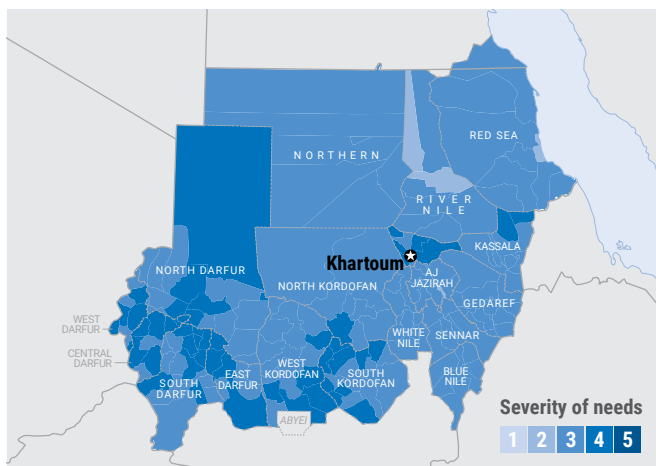 RED SEA
NORTHERN
RIVER
NILE
KASSALA
Khartoum
NORTH DARFUR
NORTH KORDOFAN
AJ
JAZIRAH
GEDAREF
WEST
DARFUR
WHITE
NILE
SENNAR
CENTRAL
DARFUR
EAST
DARFUR
WEST
KORDOFAN
SOUTH
KORDOFAN
BLUE
NILE
SOUTH
DARFUR
ABYEI
Severity of needs
1 2 3 4 5